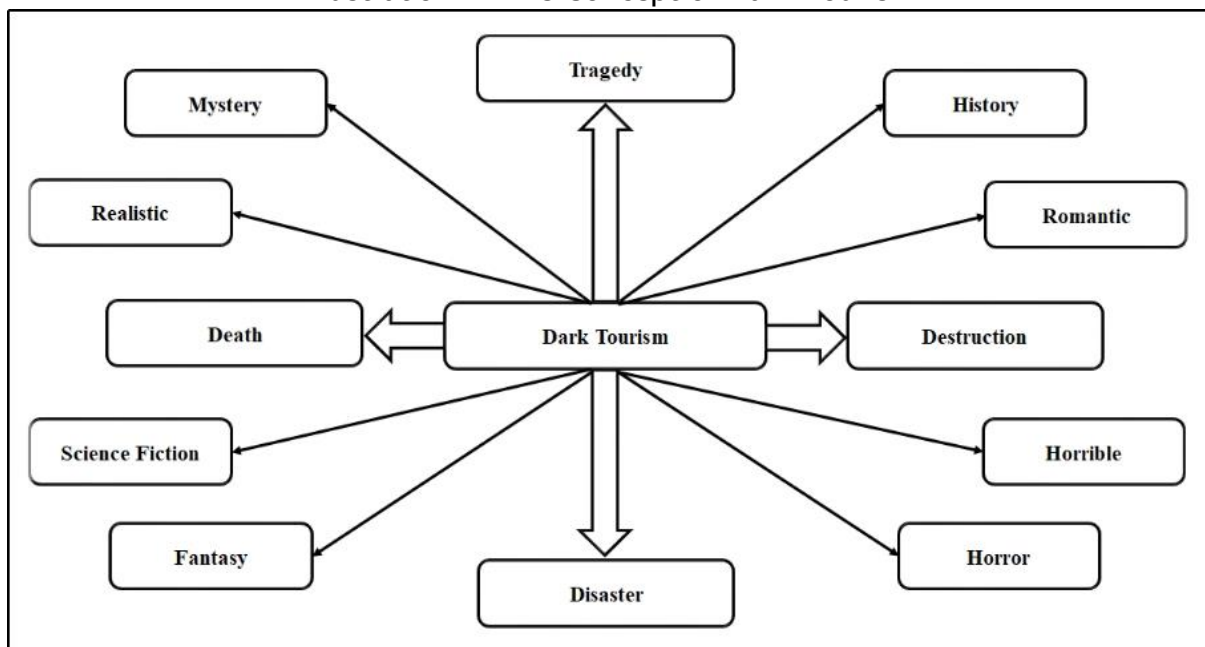 Tragedy
Mystery
History
Realistic
Romantic
Death
Dark Tourism
Destruction
Science Fiction
Horrible
Fantasy
Horror
Disaster